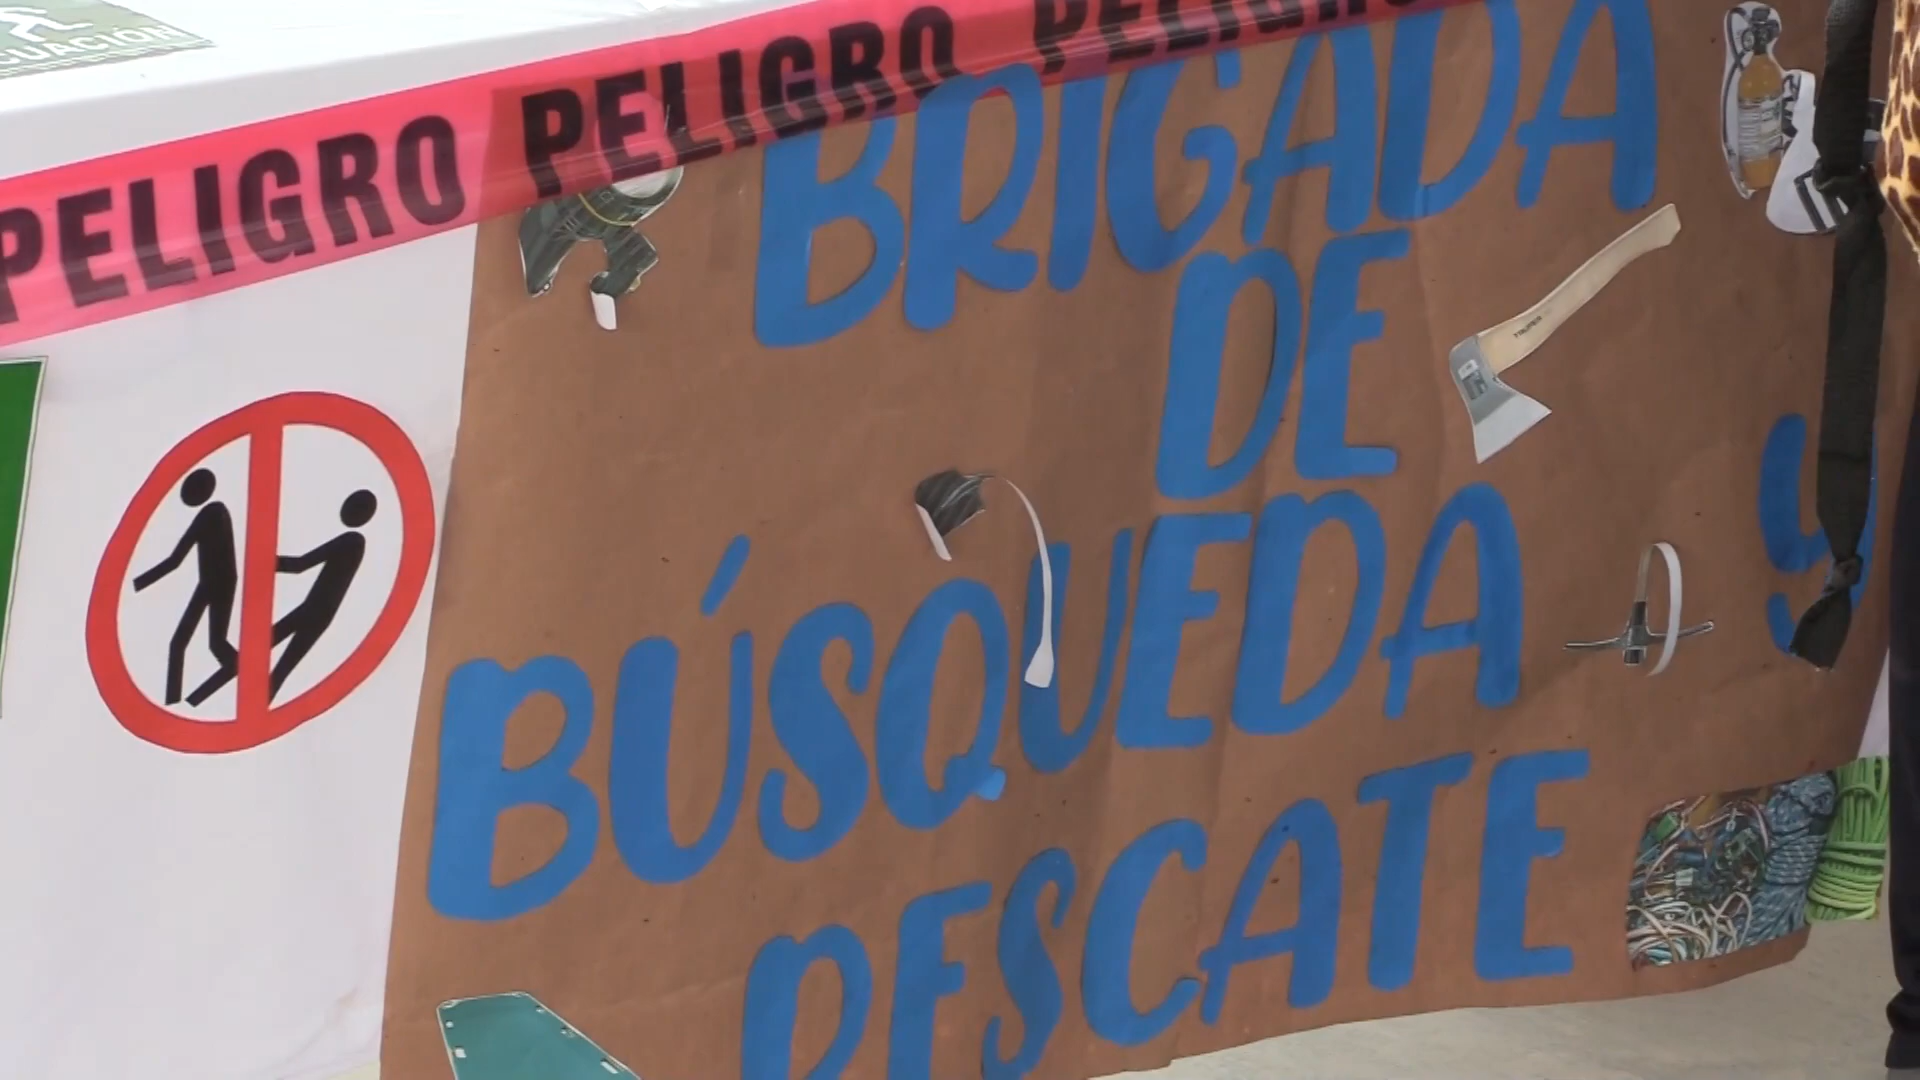 PELIGRO PELIGRO PELIGRO
BRIGADA
DE
BÚSQUEDA Y
RESCATE